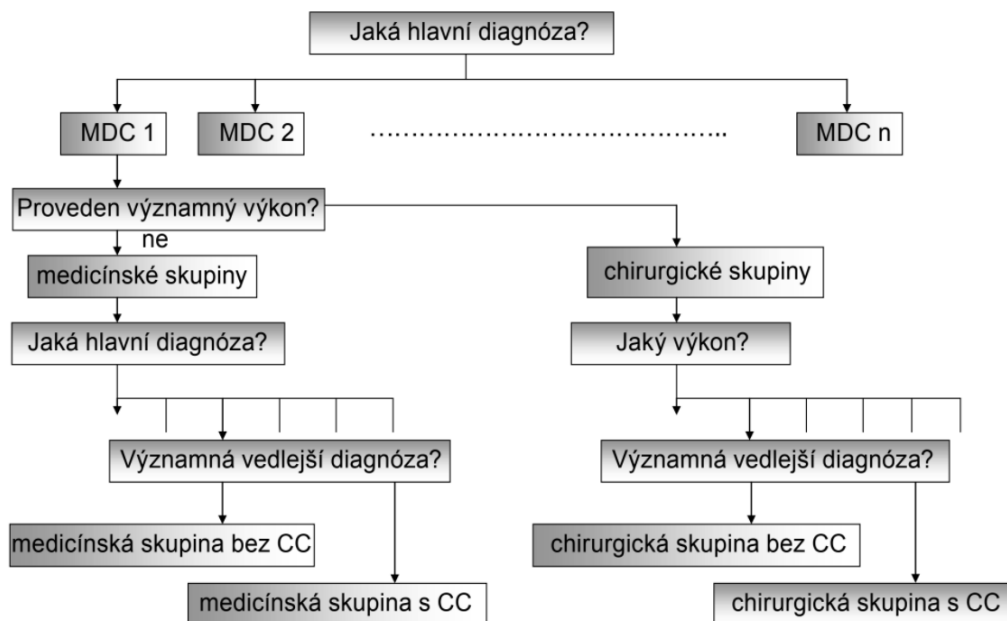 Jaká hlavní diagnóza?
MDC 1
MDC 2
……………………………………..
MDC n
Proveden významný výkon?
ne
medicínské skupiny
chirurgické skupiny
Jaká hlavní diagnóza?
Jaký výkon?
Významná vedlejší diagnóza?
Významná vedlejší diagnóza?
medicínská skupina bez CC
chirurgická skupina bez CC
medicínská skupina s CC
chirurgická skupina s CC